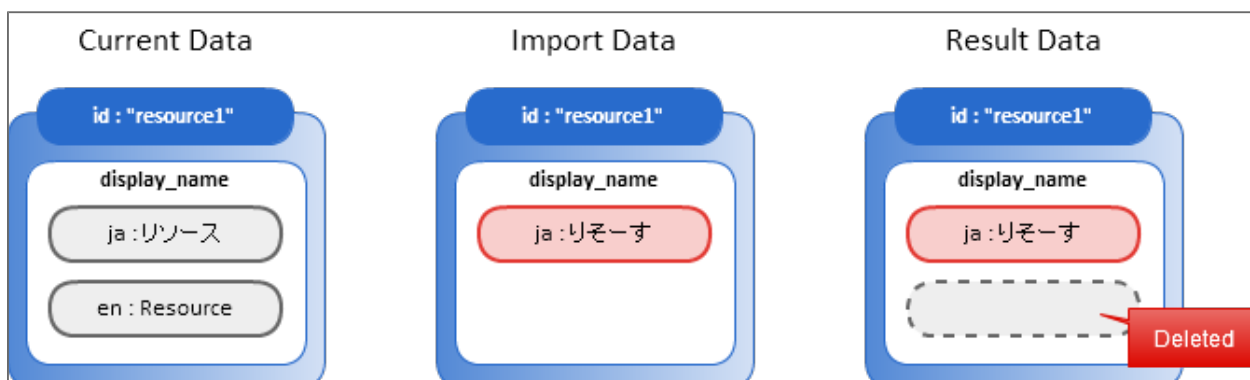 Current Data
Import Data
Result Data
id : "resource1"
id : "resource1"
id : "resource1"
display_name
display_name
display_name
ja :リソース
ja :りそーす
ja :りそーす
en : Resource
Deleted